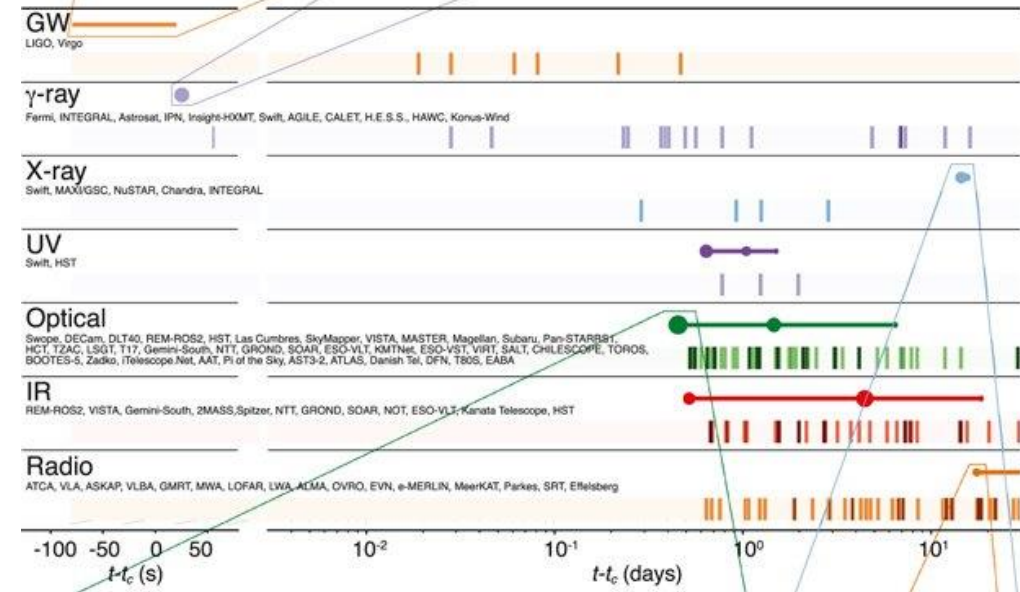 GW
LIGO, Virgo
γ-ray
Fermi, INTEGRAL, Astrosat, IPN, Insight-HXMT, Swift, AGILE, CALET, H.E.S.S., HAWC, Konus-Wind
X-ray
Swift, MAXI/GSC, NuSTAR, Chandra, INTEGRAL
UV
Swift, HST
Optical
Swope, DECam, DLT40, REM-ROS2, HST, Las Cumbres, SkyMapper, VISTA, MASTER, Magellan, Subaru, Pan-STARRS1,
HCT, TZAC, LSGT, T17, Gemini-South, NTT, GROND, SOAR, ESO-VLT, KMTNet, ESO-VST, VIRT, SALT, CHILESCOPE, TOROS,
BOOTES-5, Zadko, iTelescope.Net, AAT, Pi of the Sky, AST3-2, ATLAS, Danish Tel, DFN, T80S, EABA
IR
REM-ROS2, VISTA, Gemini-South, 2MASS,Spitzer, NTT, GROND, SOAR, NOT, ESO-VLT, Kanata Telescope, HST
Radio
ATCA, VLA, ASKAP, VLBA, GMRT, MWA, LOFAR, LWA, ALMA, OVRO, EVN, e-MERLIN, MeerKAT, Parkes, SRT, Effelsberg
-100 -50 0 50 10⁻² 10⁻¹ 10⁰ 10¹
t-tc (s) t-tc (days)